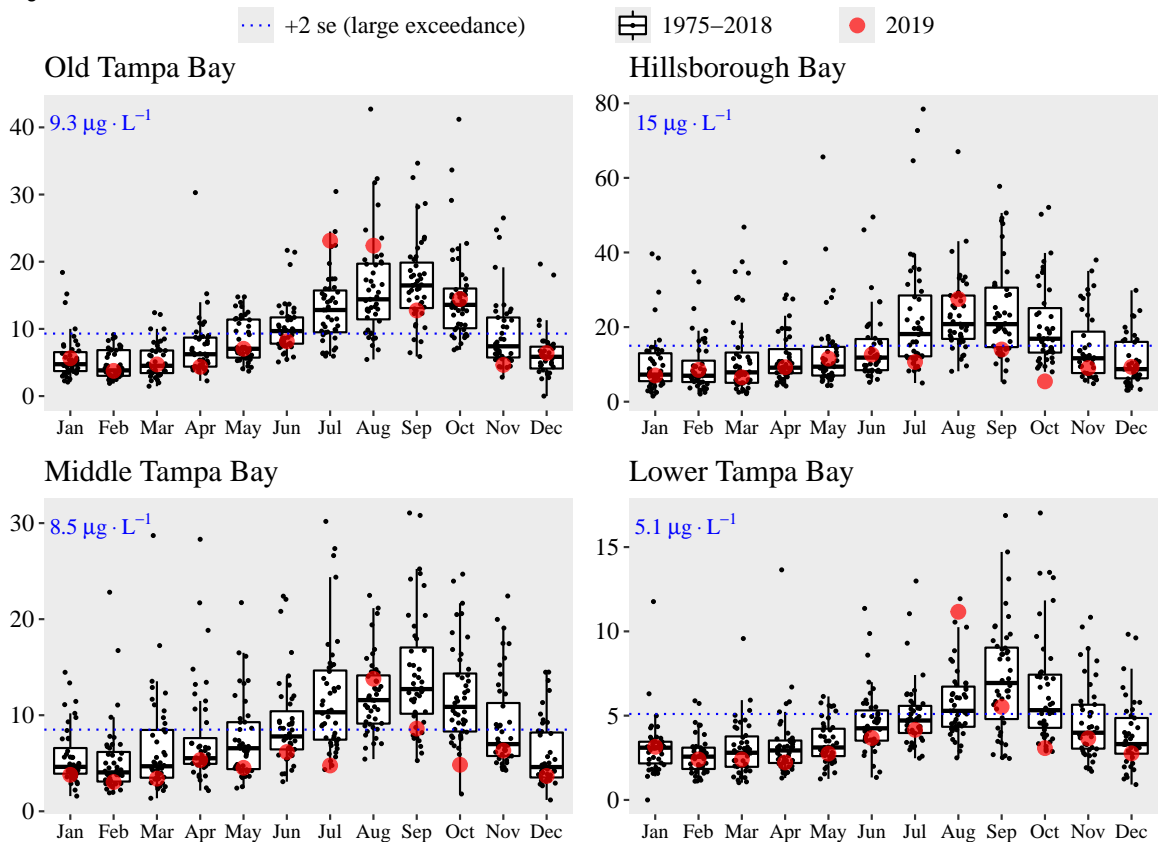 +2 se (large exceedance) 1975−2018 2019
Old Tampa Bay
9.3 μg · L⁻¹
40
30
20
10
0
Jan Feb Mar Apr May Jun Jul Aug Sep Oct Nov Dec
Hillsborough Bay
15 μg · L⁻¹
80
60
40
20
0
Jan Feb Mar Apr May Jun Jul Aug Sep Oct Nov Dec
Middle Tampa Bay
8.5 μg · L⁻¹
30
20
10
0
Jan Feb Mar Apr May Jun Jul Aug Sep Oct Nov Dec
Lower Tampa Bay
5.1 μg · L⁻¹
15
10
5
0
Jan Feb Mar Apr May Jun Jul Aug Sep Oct Nov Dec